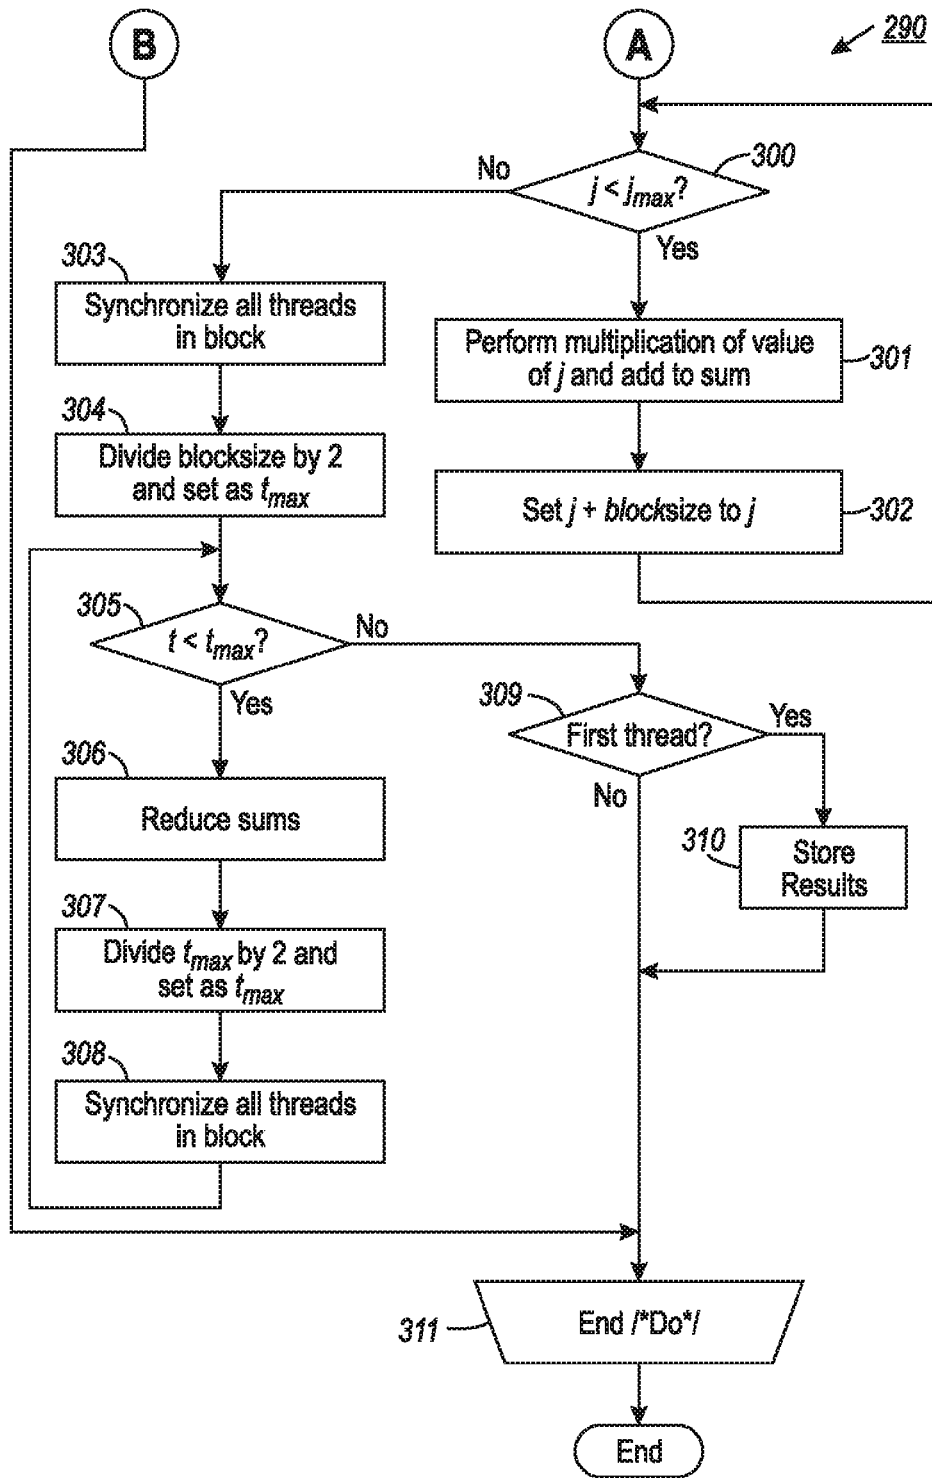 B
A
290
300
j < jmax?
No
Yes
303
Synchronize all threads
in block
Perform multiplication of value
of j and add to sum
301
304
Divide blocksize by 2
and set as tmax
Set j + blocksize to j
302
305
t < tmax?
No
Yes
309
First thread?
Yes
No
306
Reduce sums
310
Store
Results
307
Divide tmax by 2 and
set as tmax
308
Synchronize all threads
in block
311
End /*Do*/
End